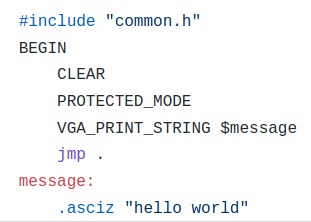 #include "common.h"
BEGIN
    CLEAR
    PROTECTED_MODE
    VGA_PRINT_STRING $message
    jmp .
message:
    .asciz "hello world"